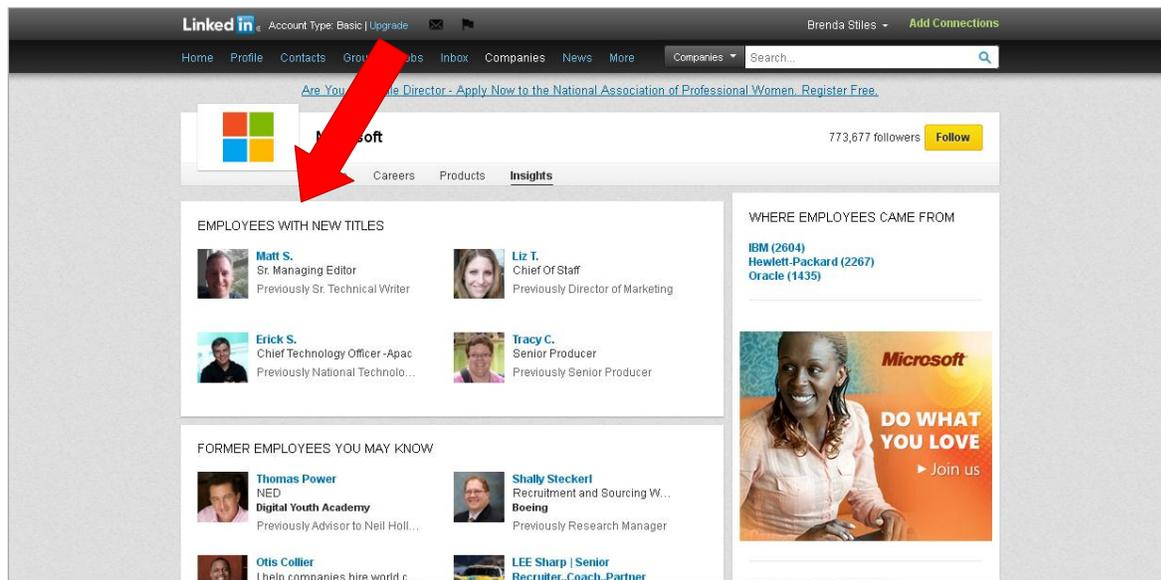 Linked in
Account Type: Basic | Upgrade
Brenda Stiles
Add Connections
Home Profile Contacts Inbox Companies News More
Companies Search...
Are You Director - Apply Now to the National Association of Professional Women. Register Free.
773,677 followers Follow
Careers Products Insights
EMPLOYEES WITH NEW TITLES
Matt S.
Sr. Managing Editor
Previously Sr. Technical Writer
Liz T.
Chief Of Staff
Previously Director of Marketing
Erick S.
Chief Technology Officer -Apac
Previously National Technolo...
Tracy C.
Senior Producer
Previously Senior Producer
FORMER EMPLOYEES YOU MAY KNOW
Thomas Power
NED
Digital Youth Academy
Previously Advisor to Neil Holl...
Shally Steckerl
Recruitment and Sourcing W...
Boeing
Previously Research Manager
Otis Collier
I help companies hire world c...
LEE Sharp | Senior
Recruiter..Coach..Partner
WHERE EMPLOYEES CAME FROM
IBM (2604)
Hewlett-Packard (2267)
Oracle (1435)
Microsoft
DO WHAT
YOU LOVE
Join us